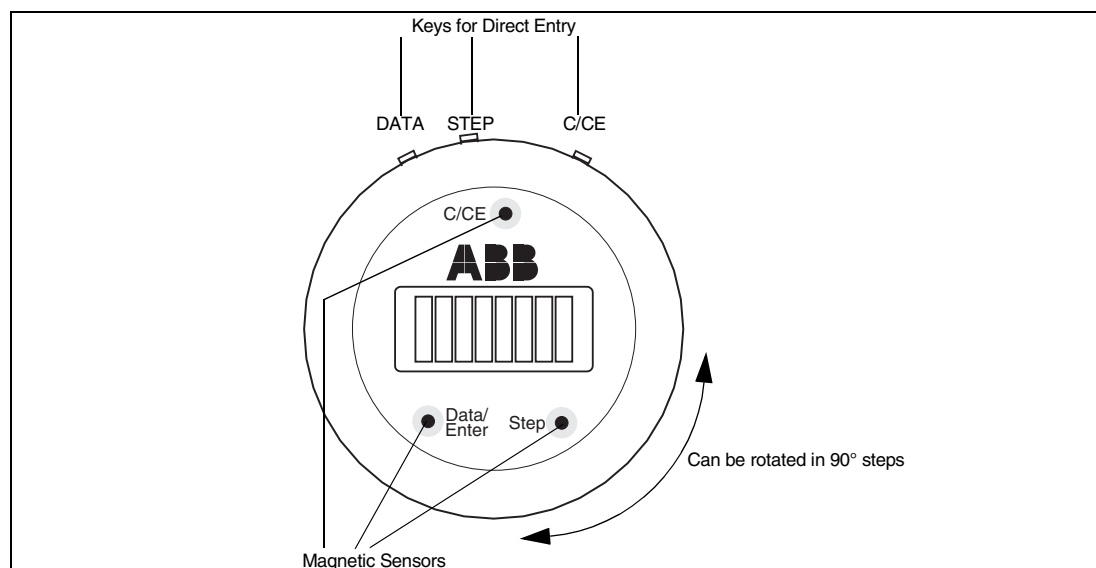 Keys for Direct Entry
DATA STEP C/CE
C/CE
ABB
Data/
Enter
Step
Can be rotated in 90° steps
Magnetic Sensors